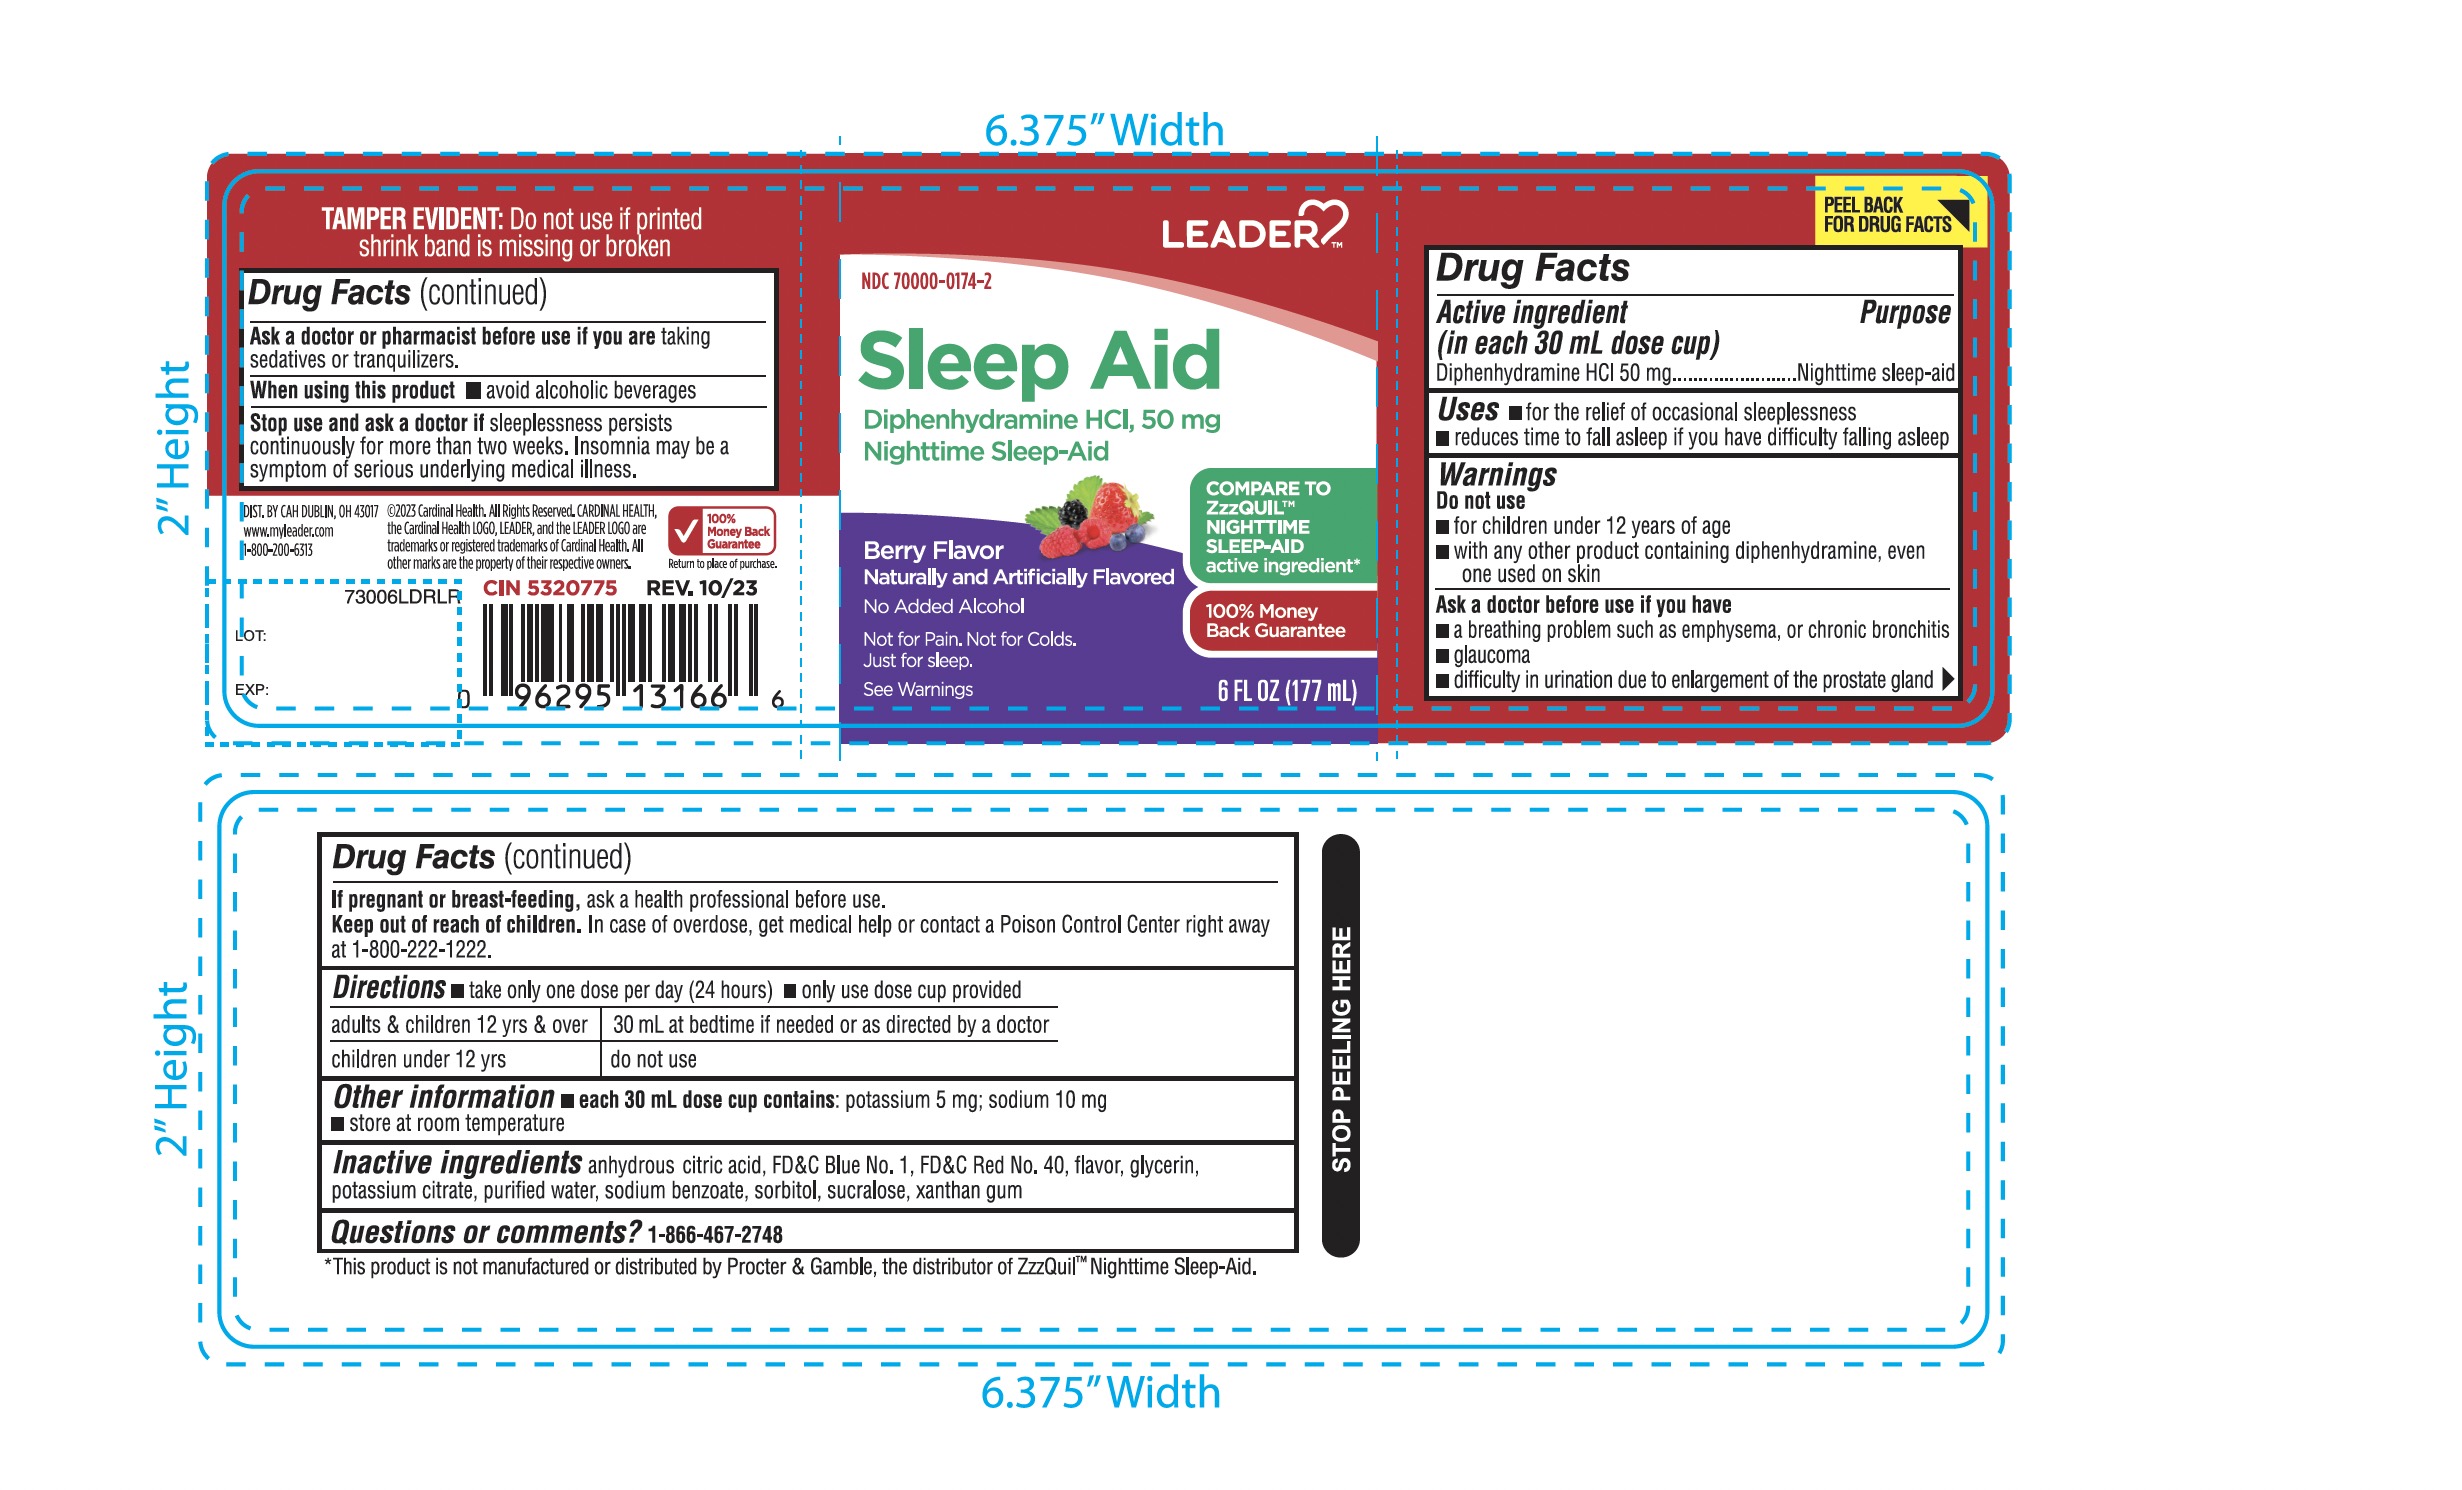 6.375" Width
2" Height
TAMPER EVIDENT: Do not use if printed
shrink band is missing or broken
Drug Facts (continued)
Ask a doctor or pharmacist before use if you are taking
sedatives or tranquilizers.
When using this product ■ avoid alcoholic beverages
Stop use and ask a doctor if sleeplessness persists
continuously for more than two weeks. Insomnia may be a
symptom of serious underlying medical illness.
DIST. BY CAH DUBLIN, OH 43017
www.myleader.com
1-800-200-6313
©2023 Cardinal Health. All Rights Reserved. CARDINAL HEALTH,
the Cardinal Health LOGO, LEADER, and the LEADER LOGO are
trademarks or registered trademarks of Cardinal Health. All
other marks are the property of their respective owners.
100%
Money Back
Guarantee
Return to place of purchase.
73006LDRLR
LOT:
EXP:
CIN 5320775 REV. 10/23
0 96295 13166 6
LEADER™
NDC 70000-0174-2
Sleep Aid
Diphenhydramine HCl, 50 mg
Nighttime Sleep-Aid
COMPARE TO
ZzzQUIL™
NIGHTTIME
SLEEP-AID
active ingredient*
Berry Flavor
Naturally and Artificially Flavored
No Added Alcohol
100% Money
Back Guarantee
Not for Pain. Not for Colds.
Just for sleep.
See Warnings
6 FL OZ (177 mL)
PEEL BACK
FOR DRUG FACTS
Drug Facts
Active ingredient Purpose
(in each 30 mL dose cup)
Diphenhydramine HCl 50 mg.......................Nighttime sleep-aid
Uses ■ for the relief of occasional sleeplessness
■ reduces time to fall asleep if you have difficulty falling asleep
Warnings
Do not use
■ for children under 12 years of age
■ with any other product containing diphenhydramine, even
one used on skin
Ask a doctor before use if you have
■ a breathing problem such as emphysema, or chronic bronchitis
■ glaucoma
■ difficulty in urination due to enlargement of the prostate gland
2" Height
Drug Facts (continued)
If pregnant or breast-feeding, ask a health professional before use.
Keep out of reach of children. In case of overdose, get medical help or contact a Poison Control Center right away
at 1-800-222-1222.
Directions ■ take only one dose per day (24 hours) ■ only use dose cup provided
adults & children 12 yrs & over 30 mL at bedtime if needed or as directed by a doctor
children under 12 yrs do not use
Other information ■ each 30 mL dose cup contains: potassium 5 mg; sodium 10 mg
■ store at room temperature
Inactive ingredients anhydrous citric acid, FD&C Blue No. 1, FD&C Red No. 40, flavor, glycerin,
potassium citrate, purified water, sodium benzoate, sorbitol, sucralose, xanthan gum
Questions or comments? 1-866-467-2748
*This product is not manufactured or distributed by Procter & Gamble, the distributor of ZzzQuil™ Nighttime Sleep-Aid.
STOP PEELING HERE
6.375" Width